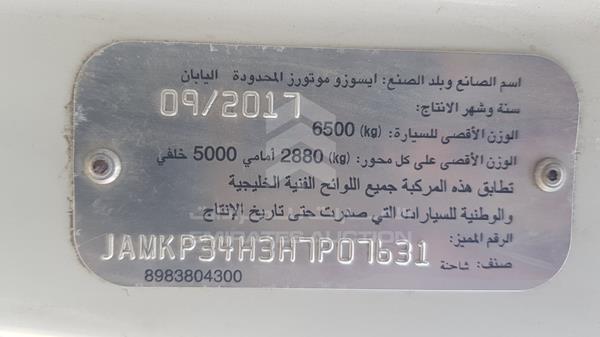 اسم الصانع وبلد الصنع: ايسوزو موتورز المحدودة اليابان
سنة وشهر الانتاج: 09/2017
الوزن الأقصى للسيارة: (kg) 6500
الوزن الأقصى على كل محور: (kg) 2880 أمامي 5000 خلفي
تطابق هذه المركبة جميع اللوائح الفنية الخليجية
والوطنية للسيارات التي صدرت حتى تاريخ الإنتاج
EMIRATES AUCTION
الرقم المميز: JAMKP34H3H7P07631
صنف: شاحنة
8983804300